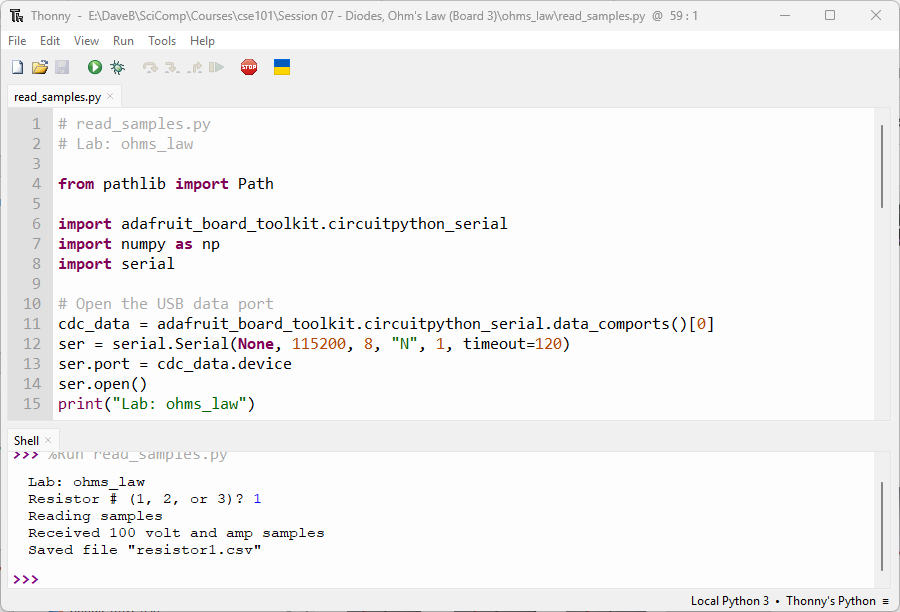 Thonny - E:\DaveB\SciComp\Courses\cse101\Session 07 - Diodes, Ohm's Law (Board 3)\ohms_law\read_samples.py @ 59 : 1
File Edit View Run Tools Help
STOP
read_samples.py ×
1 # read_samples.py
2 # Lab: ohms_law
3
4 from pathlib import Path
5
6 import adafruit_board_toolkit.circuitpython_serial
7 import numpy as np
8 import serial
9
10 # Open the USB data port
11 cdc_data = adafruit_board_toolkit.circuitpython_serial.data_comports()[0]
12 ser = serial.Serial(None, 115200, 8, "N", 1, timeout=120)
13 ser.port = cdc_data.device
14 ser.open()
15 print("Lab: ohms_law")
Shell ×
>>> %Run read_samples.py
Lab: ohms_law
Resistor # (1, 2, or 3)? 1
Reading samples
Received 100 volt and amp samples
Saved file "resistor1.csv"
>>>
Local Python 3 • Thonny's Python ≡